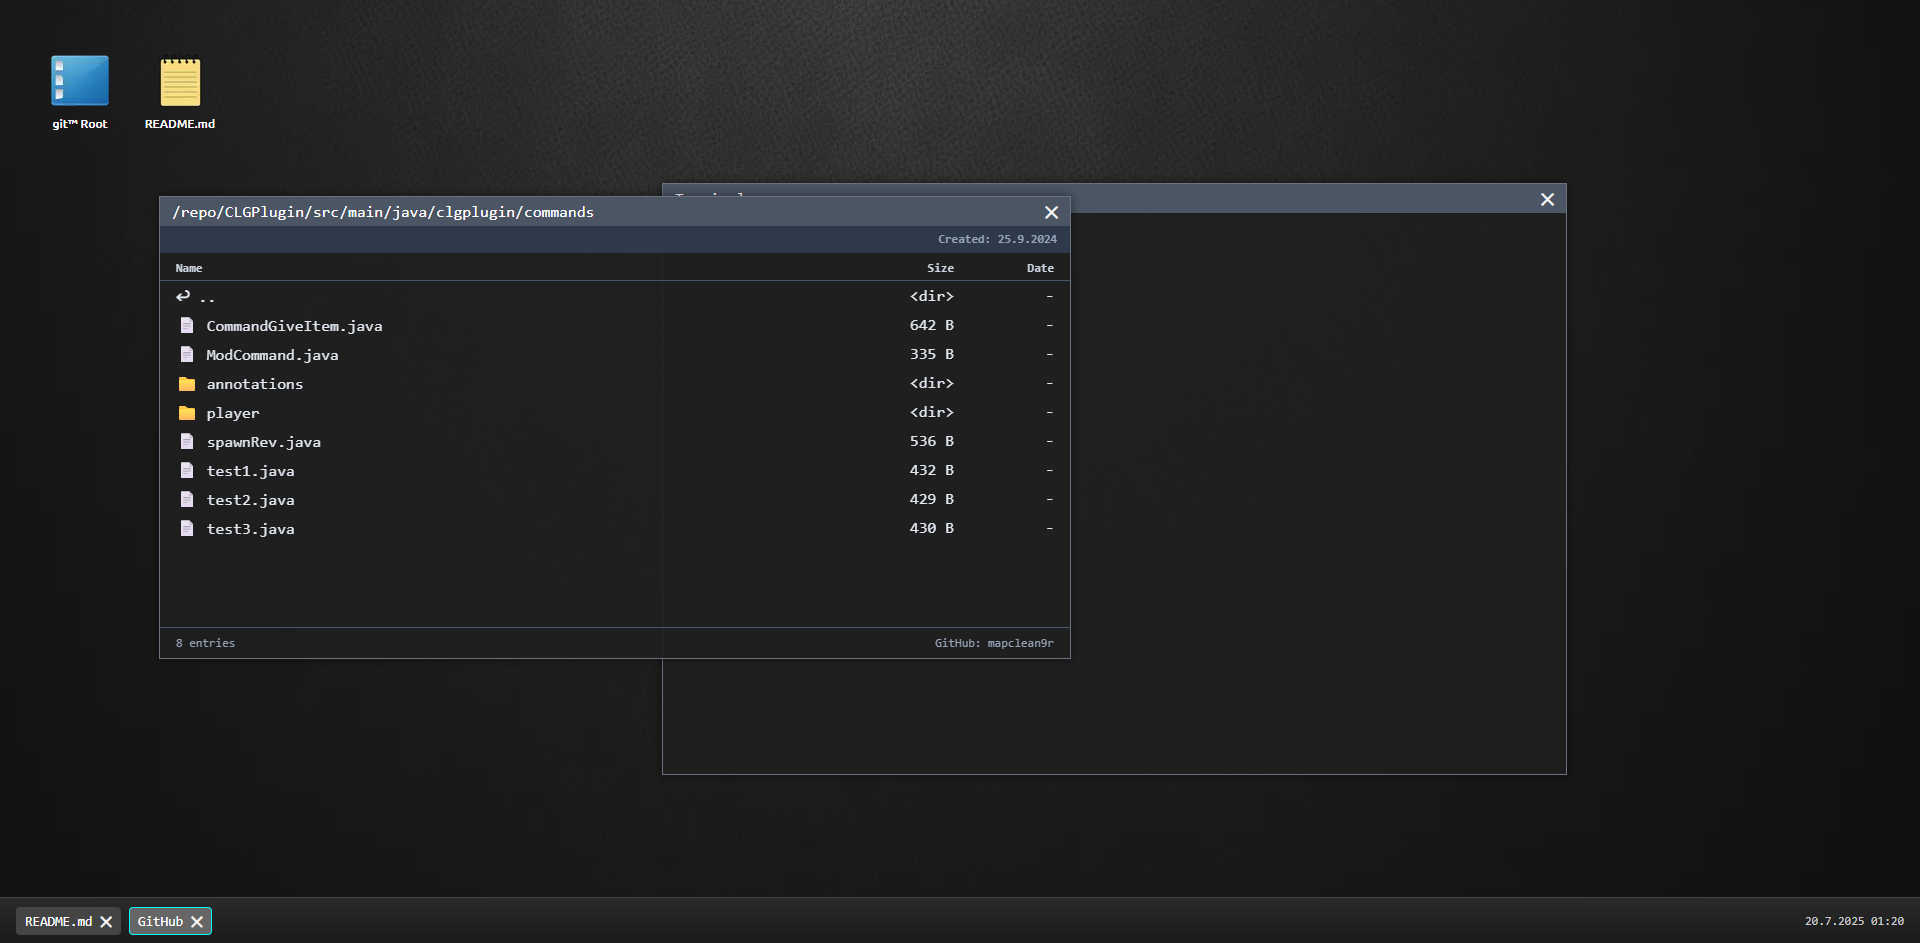 git™ Root
README.md
/repo/CLGPlugin/src/main/java/clgplugin/commands
Created: 25.9.2024
Name Size Date
.. <dir> -
CommandGiveItem.java 642 B -
ModCommand.java 335 B -
annotations <dir> -
player <dir> -
spawnRev.java 536 B -
test1.java 432 B -
test2.java 429 B -
test3.java 430 B -
8 entries GitHub: mapclean9r
README.md GitHub 20.7.2025 01:20